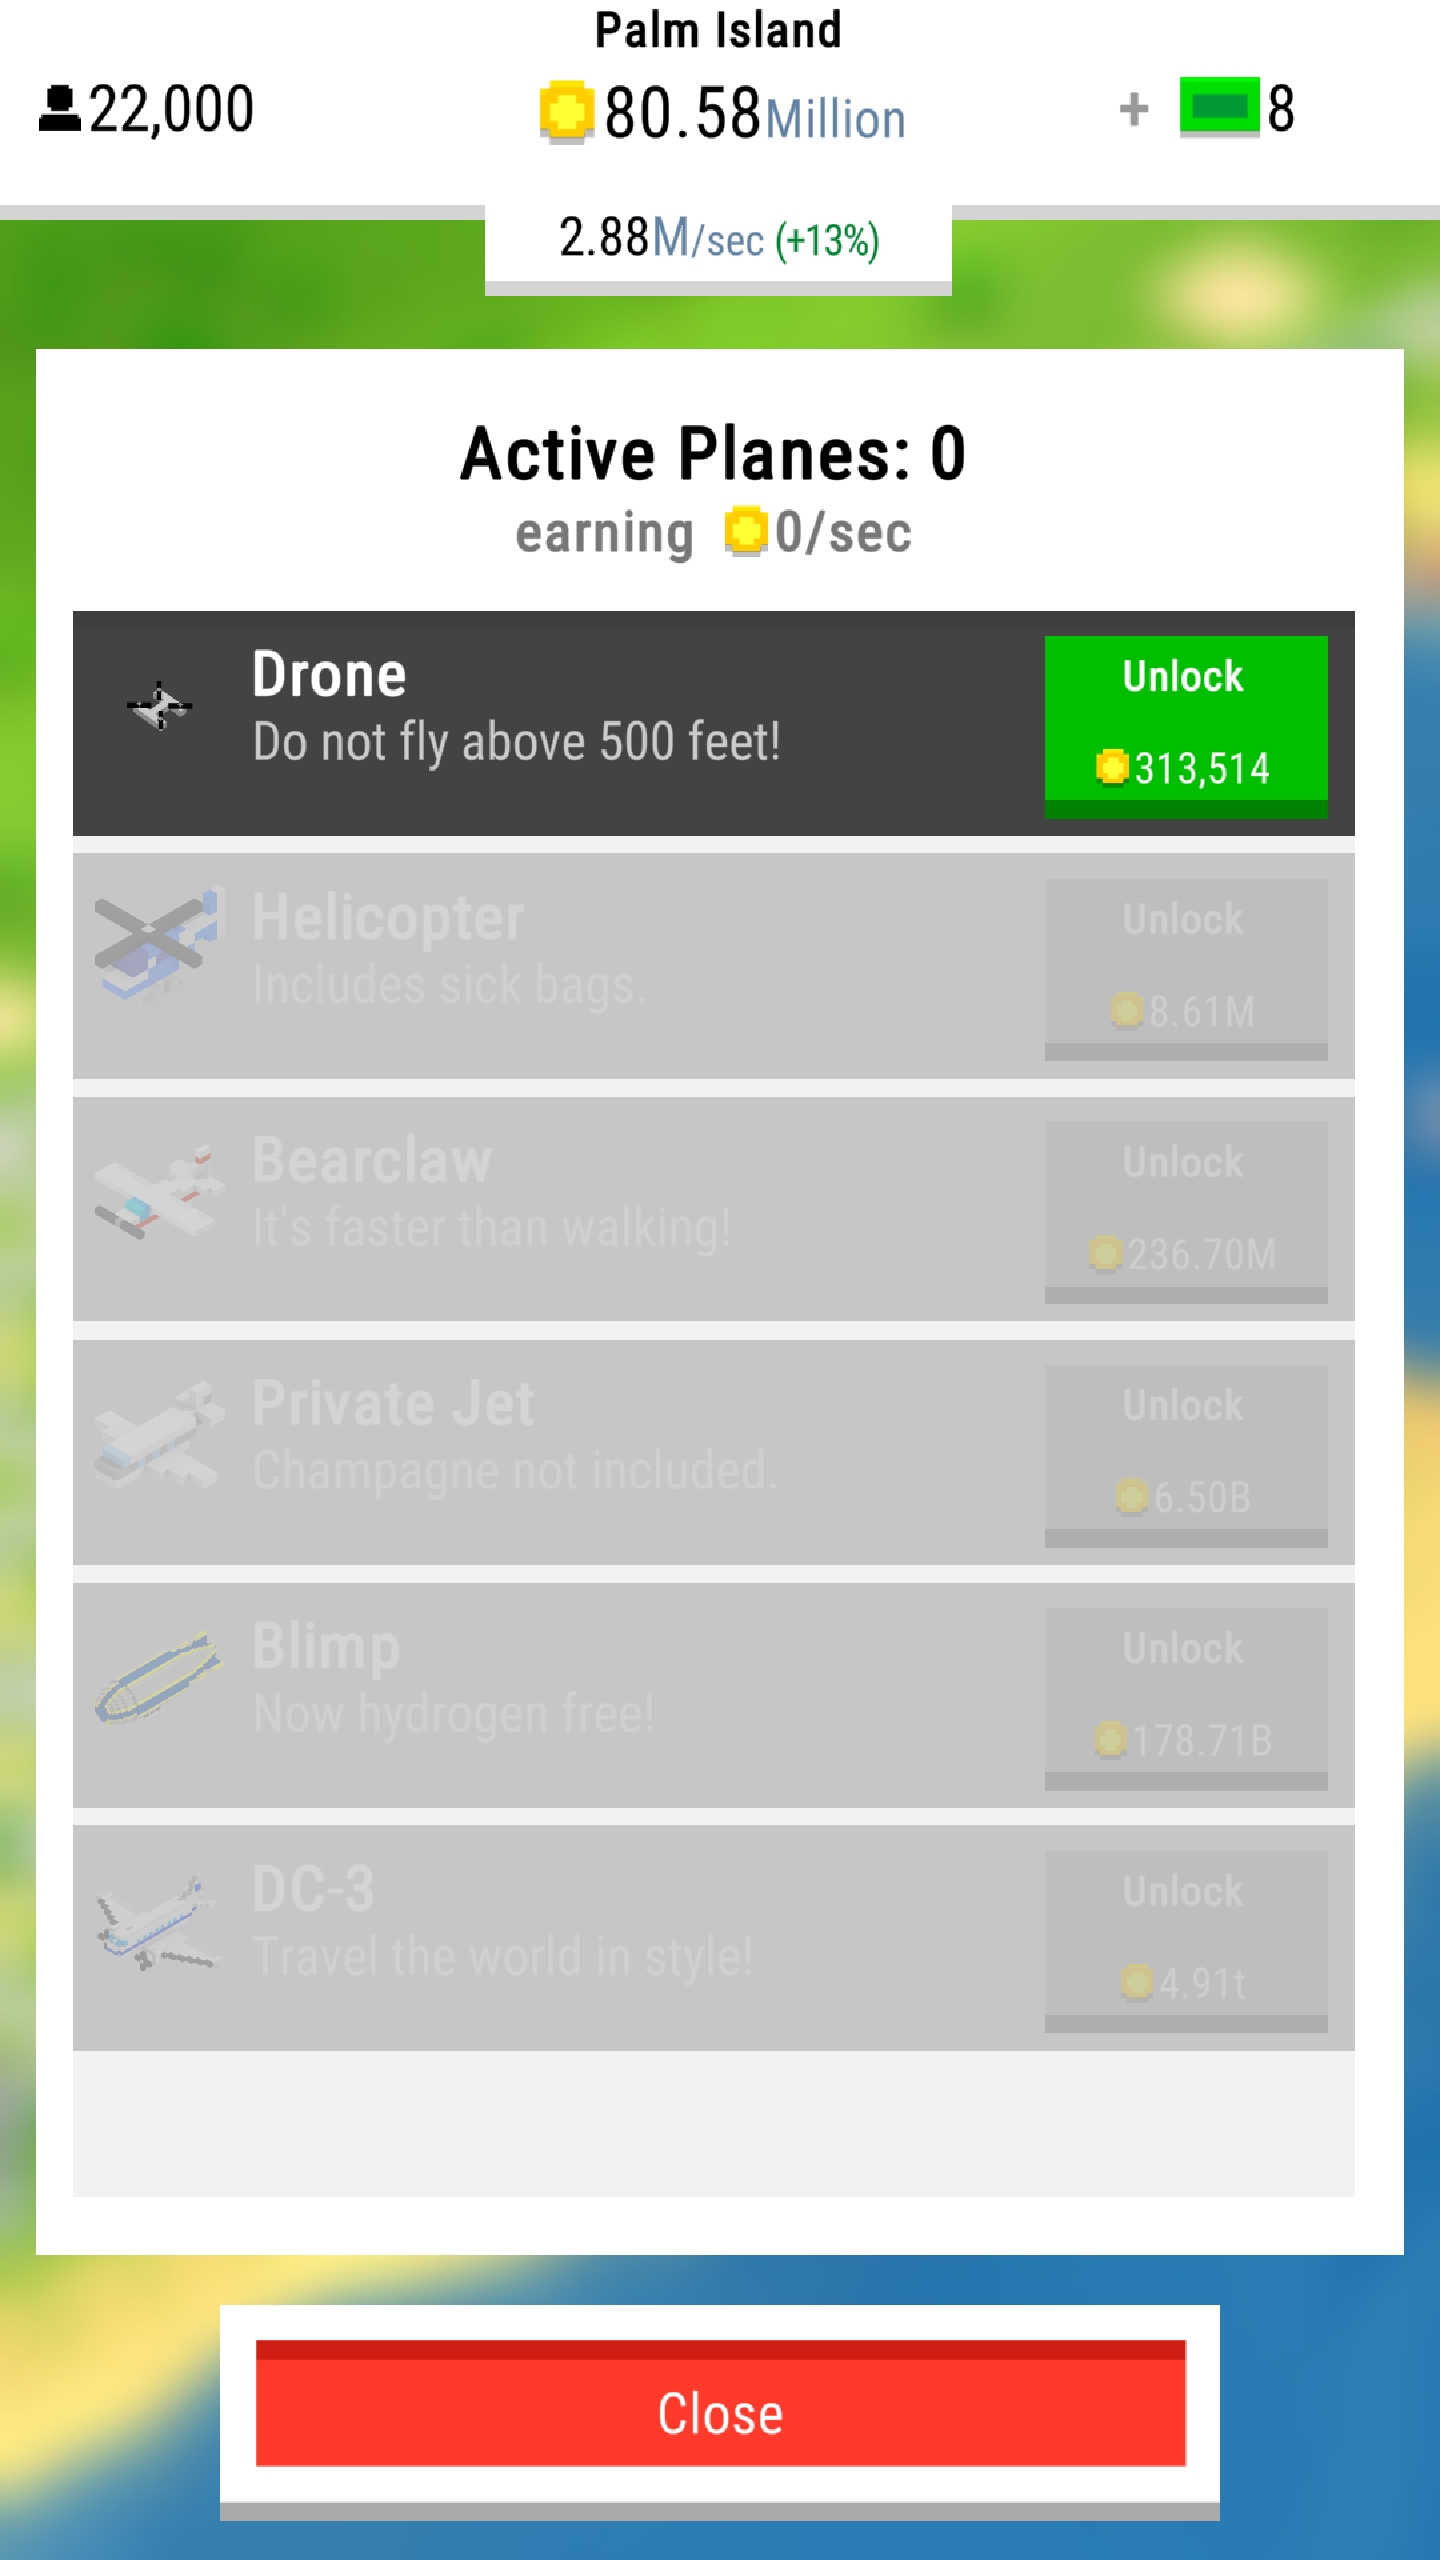 Palm Island
22,000
80.58Million
+ 8
2.88M/sec (+13%)
Active Planes: 0
earning 0/sec
Drone
Do not fly above 500 feet!
Unlock
313,514
Helicopter
Includes sick bags.
Unlock
8.61M
Bearclaw
It's faster than walking!
Unlock
236.70M
Private Jet
Champagne not included.
Unlock
6.50B
Blimp
Now hydrogen free!
Unlock
178.71B
DC-3
Travel the world in style!
Unlock
4.91t
Close